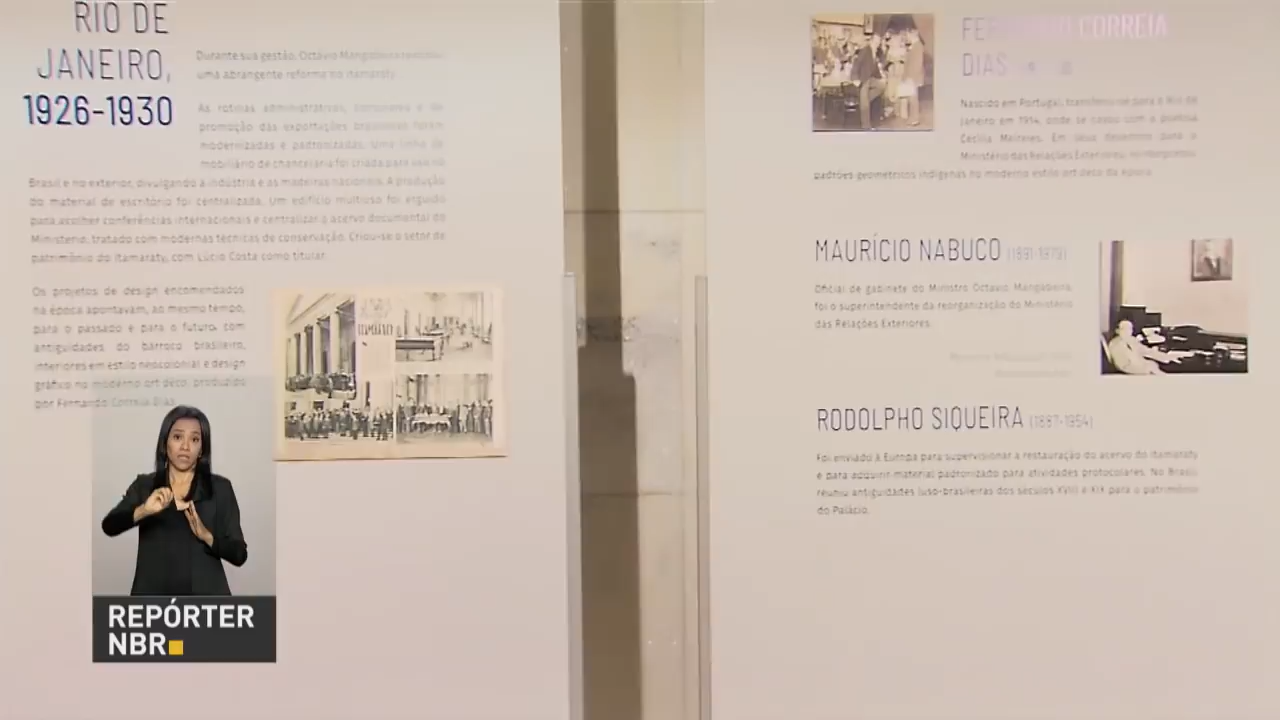 RIO DE
JANEIRO,
1926-1930
Durante sua gestão, Octavio Mangabeira
uma abrangente reforma no Itamaraty.
As rotinas administrativas,
promoção das exportações brasileiras foram
modernizadas e padronizadas. Uma linha de
mobiliário de chancelaria foi criada para uso no
Brasil e no exterior, divulgando a indústria e as madeiras nacionais. A produção
do material de escritório foi centralizada. Um edifício multiuso foi erguido
para acolher conferências internacionais e centralizar o acervo documental do
Ministério, tratado com modernas técnicas de conservação. Criou-se o setor de
patrimônio do Itamaraty, com Lúcio Costa como titular.
Os projetos de design encomendados
na época apontavam, ao mesmo tempo,
para o passado e para o futuro, com
antiguidades do barroco brasileiro,
interiores em estilo neocolonial e design
gráfico no moderno art déco, produzido
por Fernando Correia Dias.
CORREIA
DIAS
Nascido em Portugal, transferiu-se para o Rio de
Janeiro em 1914, onde se casou com a poetisa
Cecília Meireles. Em seus desenhos para o
Ministério das Relações Exteriores,
padrões geométricos indígenas no moderno estilo art déco da época.
MAURÍCIO NABUCO (1891-1979)
Oficial de gabinete do Ministro Octavio Mangabeira,
foi o superintendente da reorganização do Ministério
das Relações Exteriores.
RODOLPHO SIQUEIRA (1887-1954)
Foi enviado à Europa para supervisionar a restauração do acervo do Itamaraty
e para adquirir material padronizado para atividades protocolares. No Brasil
reuniu antiguidades luso-brasileiras dos séculos XVIII e XIX para o patrimônio
do Palácio.
REPÓRTER
NBR